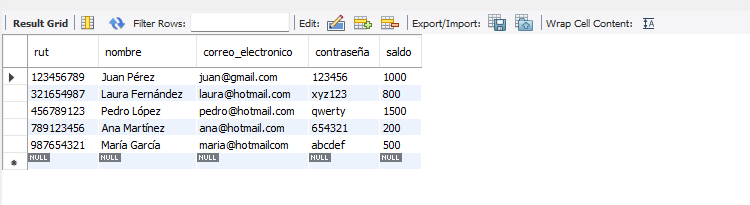 Result Grid Filter Rows: Edit: Export/Import: Wrap Cell Content: IA
rut nombre correo_electronico contraseña saldo
123456789 Juan Pérez juan@gmail.com 123456 1000
321654987 Laura Fernández laura@hotmail.com xyz123 800
456789123 Pedro López pedro@hotmail.com qwerty 1500
789123456 Ana Martínez ana@hotmail.com 654321 200
987654321 María García maria@hotmailcom abcdef 500
NULL NULL NULL NULL NULL